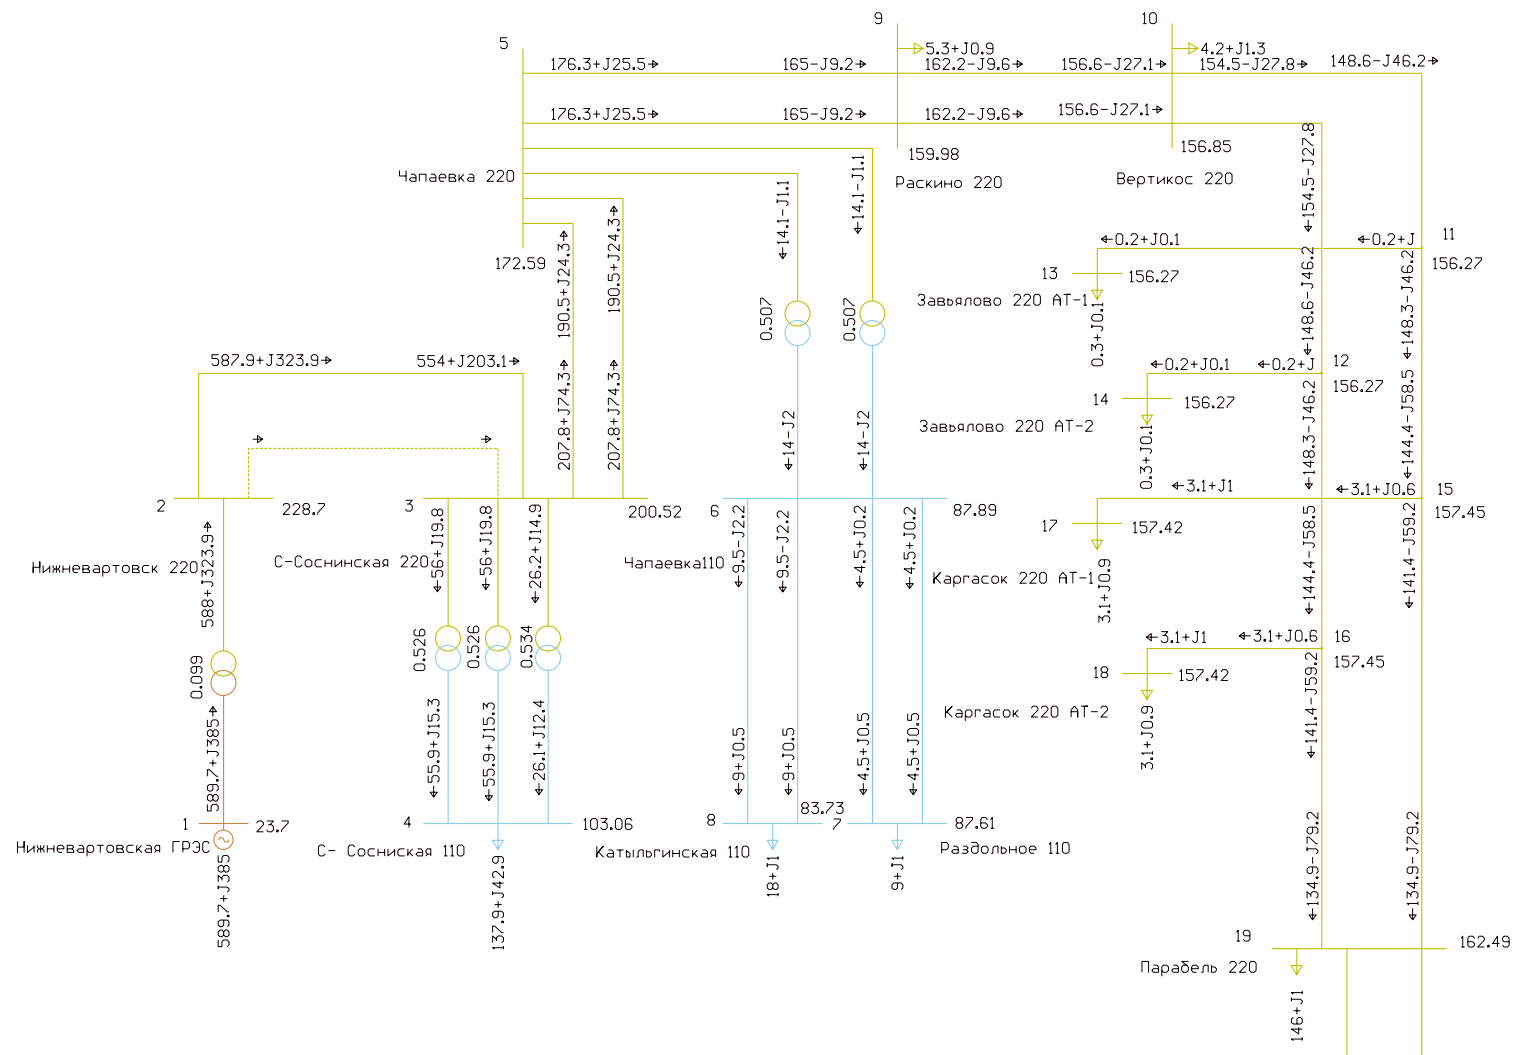 9
10
5
5.3+J0.9
4.2+J1.3
176.3+J25.5
165-J9.2
162.2-J9.6
156.6-J27.1
154.5-J27.8
148.6-J46.2
176.3+J25.5
165-J9.2
162.2-J9.6
156.6-J27.1
154.5-J27.8
159.98
156.85
Чапаевка 220
Раскино 220
Вертикос 220
14.1-J1.1
14.1-J1.1
172.59
190.5+J24.3
190.5+J24.3
0.2+J0.1
0.2+J
11
13
156.27
156.27
Завьялово 220 АТ-1
0.3+J0.1
148.6-J46.2
148.3-J46.2
0.507
0.507
587.9+J323.9
554+J203.1
0.2+J0.1
0.2+J
12
156.27
14
156.27
Завьялово 220 АТ-2
0.3+J0.1
148.3-J46.2
144.4-J58.5
207.8+J74.3
207.8+J74.3
14-J2
14-J2
2
228.7
3
200.52
6
87.89
3.1+J1
3.1+J0.6
15
157.45
17
157.42
Нижневартовск 220
С-Соснинская 220
Чапаевка110
Каргасок 220 АТ-1
3.1+J0.9
588+J323.9
56+J19.8
56+J19.8
26.2+J14.9
9.5-J2.2
9.5-J2.2
4.5+J0.2
4.5+J0.2
144.4-J58.5
141.4-J59.2
0.099
0.526
0.526
0.534
3.1+J1
3.1+J0.6
16
157.45
18
157.42
Каргасок 220 АТ-2
3.1+J0.9
141.4-J59.2
589.7+J385
55.9+J15.3
55.9+J15.3
26.1+J12.4
9+J0.5
9+J0.5
4.5+J0.5
4.5+J0.5
1
23.7
4
103.06
8
83.73
7
87.61
Нижневартовская ГРЭС
С- Сосниская 110
Катыльгинская 110
Раздольное 110
589.7+J385
137.9+J42.9
18+J1
9+J1
134.9-J79.2
134.9-J79.2
19
162.49
Парабель 220
146+J1